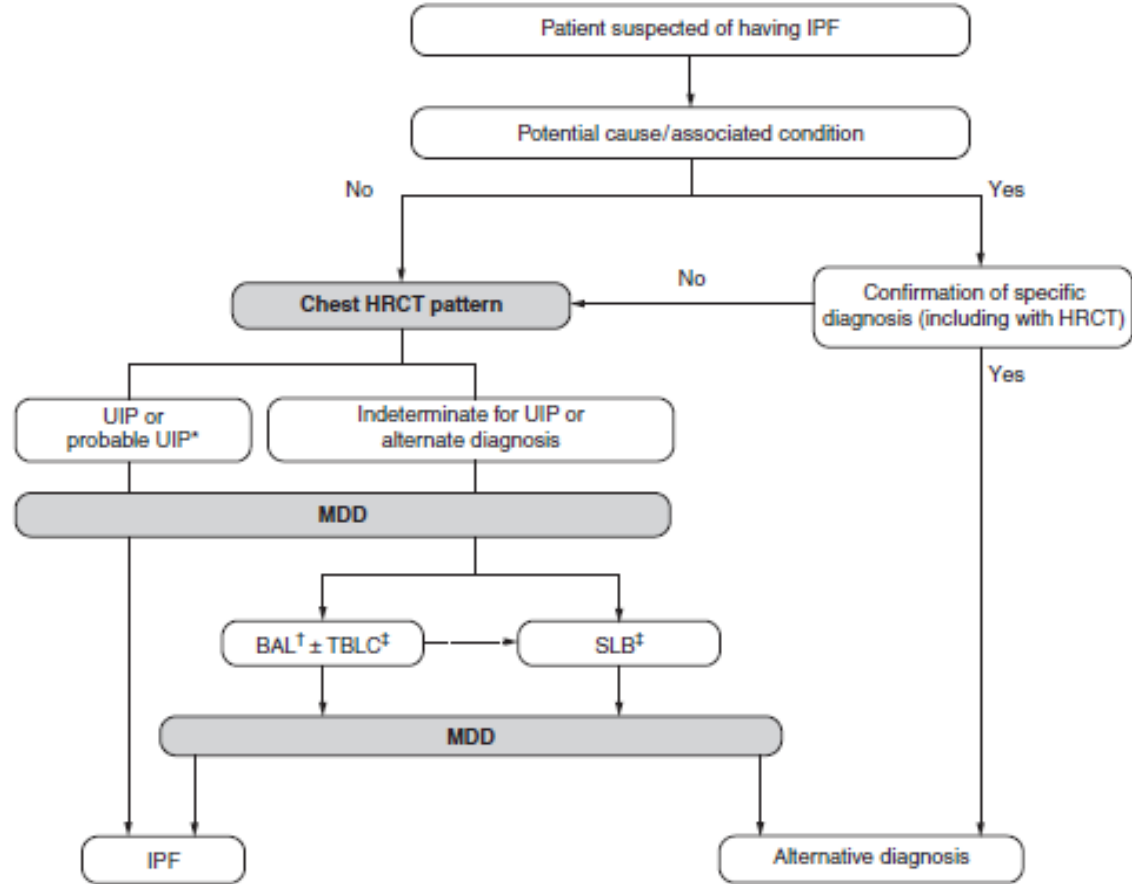 Patient suspected of having IPF
Potential cause/associated condition
No
Yes
Chest HRCT pattern
No
Confirmation of specific
diagnosis (including with HRCT)
Yes
UIP or
probable UIP*
Indeterminate for UIP or
alternate diagnosis
MDD
BAL† ± TBLC‡
SLB‡
MDD
IPF
Alternative diagnosis